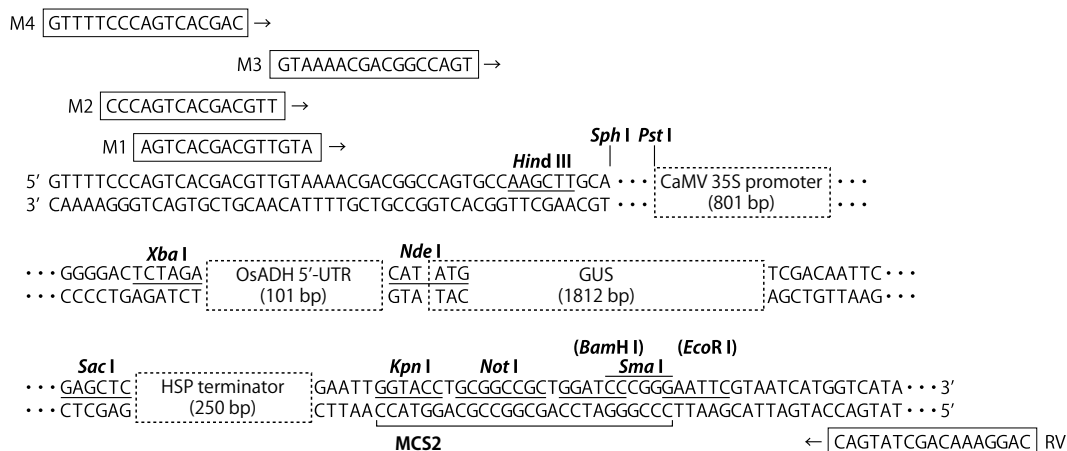 M4 GTTTTCCCAGTCACGAC →
M3 GTAAAACGACGGCCAGT →
M2 CCCAGTCACGACGTT →
M1 AGTCACGACGTTGTA →
Sph I Pst I
Hind III
5′ GTTTTCCCAGTCACGACGTTGTAAAACGACGGCCAGTGCCAAGCTTGCA ··· CaMV 35S promoter ···
3′ CAAAAGGGTCAGTGCTGCAACATTTTGCTGCCGGTCACGGTTCGAACGT ··· (801 bp) ···
Xba I Nde I
··· GGGGACTCTAGA OsADH 5′-UTR CAT ATG GUS TCGACAATTC ···
··· CCCCTGAGATCT (101 bp) GTA TAC (1812 bp) AGCTGTTAAG ···
(BamH I) (EcoR I)
Sac I Kpn I Not I Sma I
··· GAGCTC HSP terminator GAATTGGTACCTGCGGCCGCTGGATCCCGGGAATTCGTAATCATGGTCATA ··· 3′
··· CTCGAG (250 bp) CTTAACCATGGACGCCGGCGACCTAGGGCCCTTAAGCATTAGTACCAGTAT ··· 5′
MCS2
← CAGTATCGACAAAGGAC RV